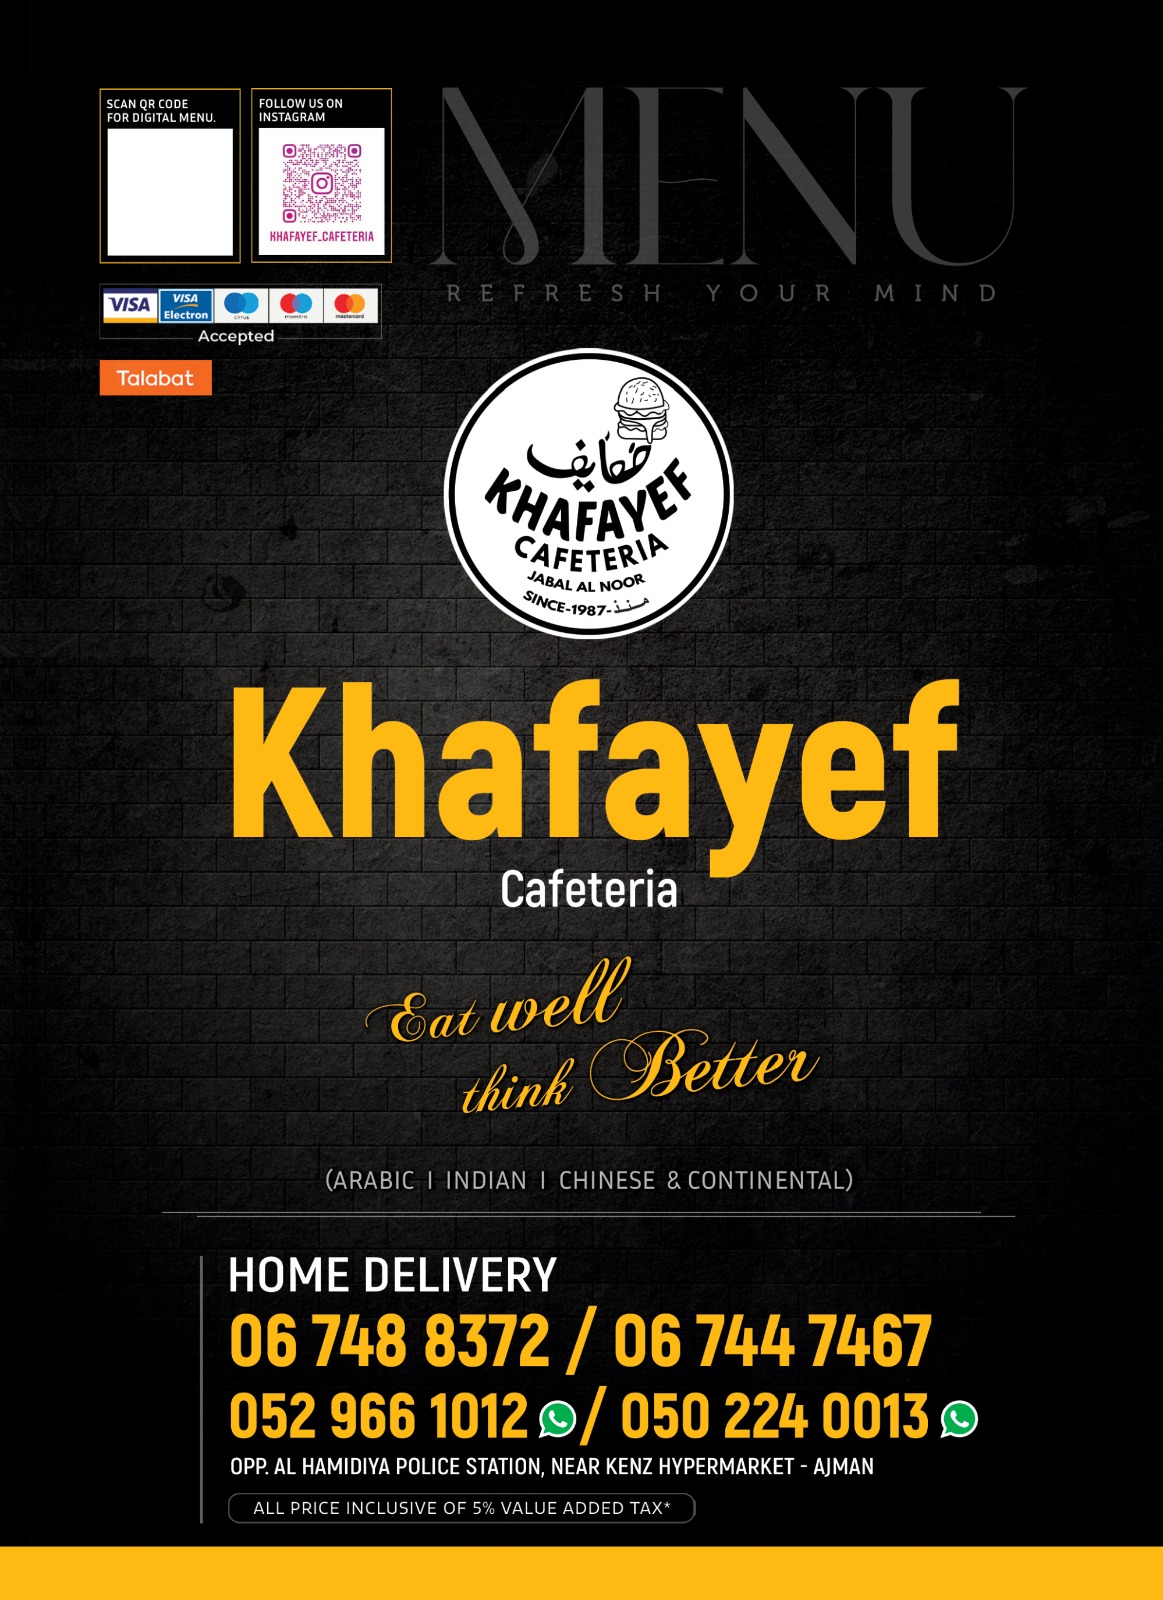 SCAN QR CODE
FOR DIGITAL MENU.
FOLLOW US ON
INSTAGRAM
KHAFAYEF_CAFETERIA
MENU
REFRESH YOUR MIND
VISA
VISA
Electron
cirrus
maestro
mastercard
Accepted
Talabat
خفايف
KHAFAYEF
CAFETERIA
JABAL AL NOOR
SINCE-1987-منذ
Khafayef
Cafeteria
Eat well
think Better
(ARABIC I INDIAN I CHINESE & CONTINENTAL)
HOME DELIVERY
06 748 8372 / 06 744 7467
052 966 1012 / 050 224 0013
OPP. AL HAMIDIYA POLICE STATION, NEAR KENZ HYPERMARKET - AJMAN
ALL PRICE INCLUSIVE OF 5% VALUE ADDED TAX*